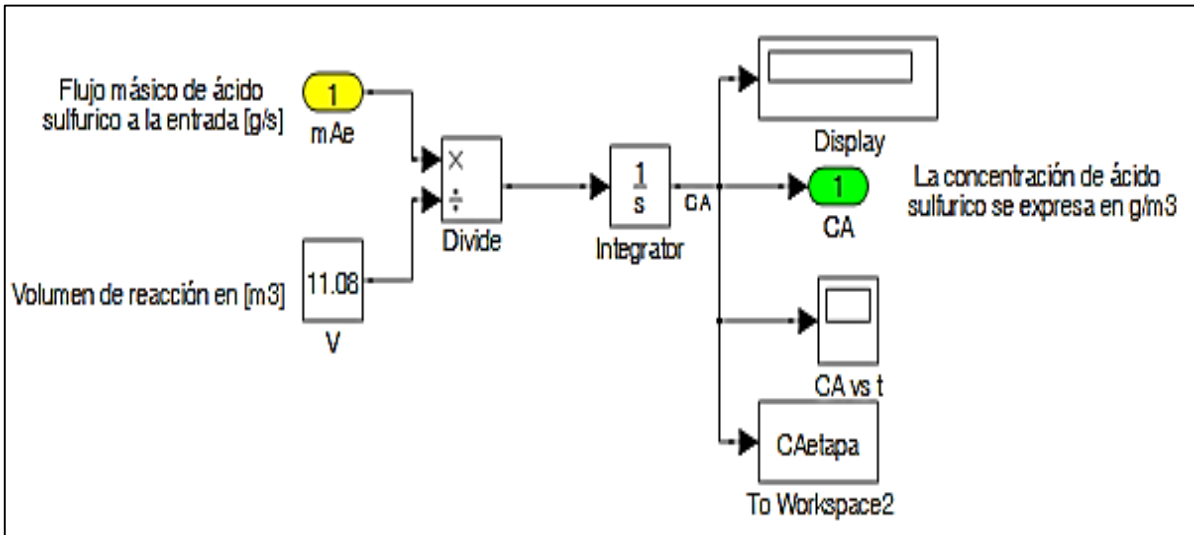 Flujo másico de ácido
sulfurico a la entrada [g/s]
1
mAe
×
÷
Divide
Volumen de reacción en [m3]
11.08
V
1
s
Integrator
CA
Display
1
CA
La concentración de ácido
sulfurico se expresa en g/m3
CA vs t
CAetapa
To Workspace2